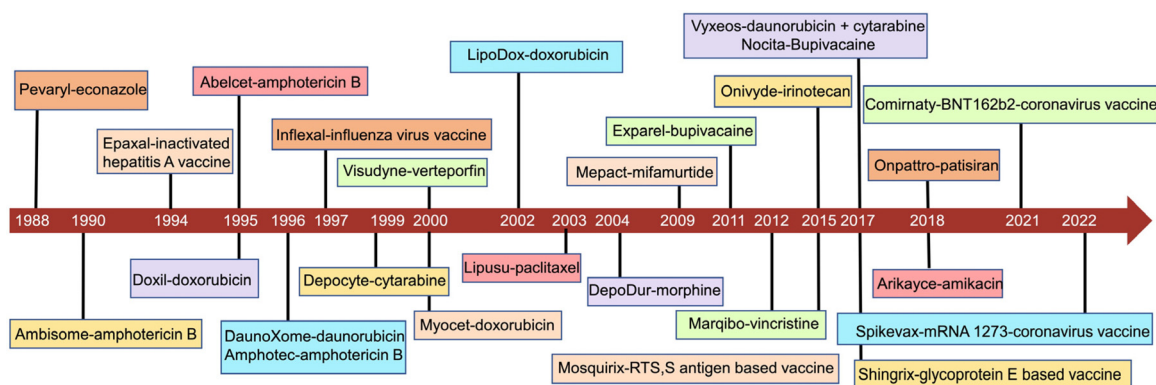 Vyxeos-daunorubicin + cytarabine
Nocita-Bupivacaine
LipoDox-doxorubicin
Pevaryl-econazole
Abelcet-amphotericin B
Onivyde-irinotecan
Comirnaty-BNT162b2-coronavirus vaccine
Epaxal-inactivated
hepatitis A vaccine
Inflexal-influenza virus vaccine
Exparel-bupivacaine
Visudyne-verteporfin
Mepact-mifamurtide
Onpattro-patisiran
1988 1990 1994 1995 1996 1997 1999 2000 2002 2003 2004 2009 2011 2012 2015 2017 2018 2021 2022
Doxil-doxorubicin
Depocyte-cytarabine
Lipusu-paclitaxel
DepoDur-morphine
Arikayce-amikacin
Ambisome-amphotericin B
DaunoXome-daunorubicin
Amphotec-amphotericin B
Myocet-doxorubicin
Marqibo-vincristine
Spikevax-mRNA 1273-coronavirus vaccine
Mosquirix-RTS,S antigen based vaccine
Shingrix-glycoprotein E based vaccine